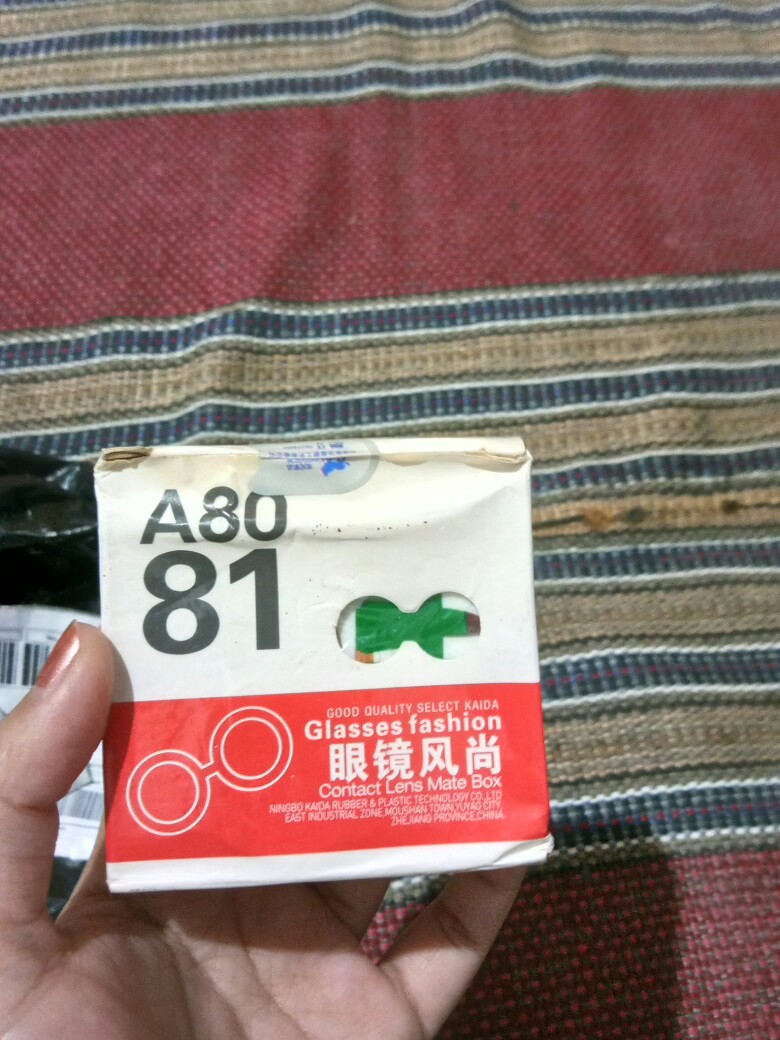 A80
81
GOOD QUALITY SELECT KAIDA
Glasses fashion
眼镜风尚
Contact Lens Mate Box
NINGBO KAIDA RUBBER & PLASTIC TECHNOLOGY CO.,LTD
EAST INDUSTRIAL ZONE,MOUSHAN TOWN,YUYAO CITY,
ZHEJIANG PROVINCE,CHINA